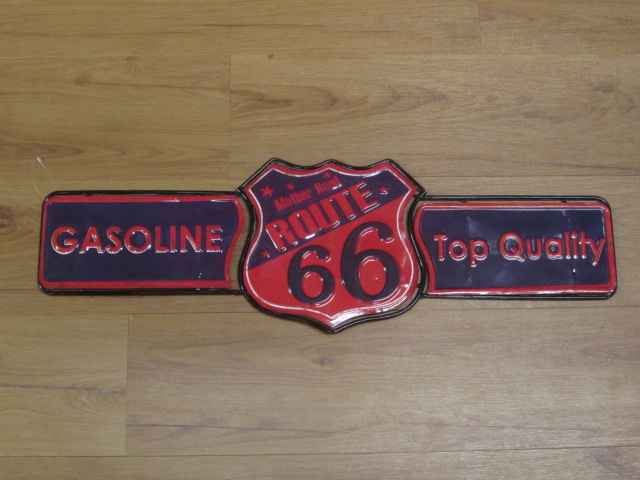 GASOLINE
Mother Road
ROUTE
66
Top Quality